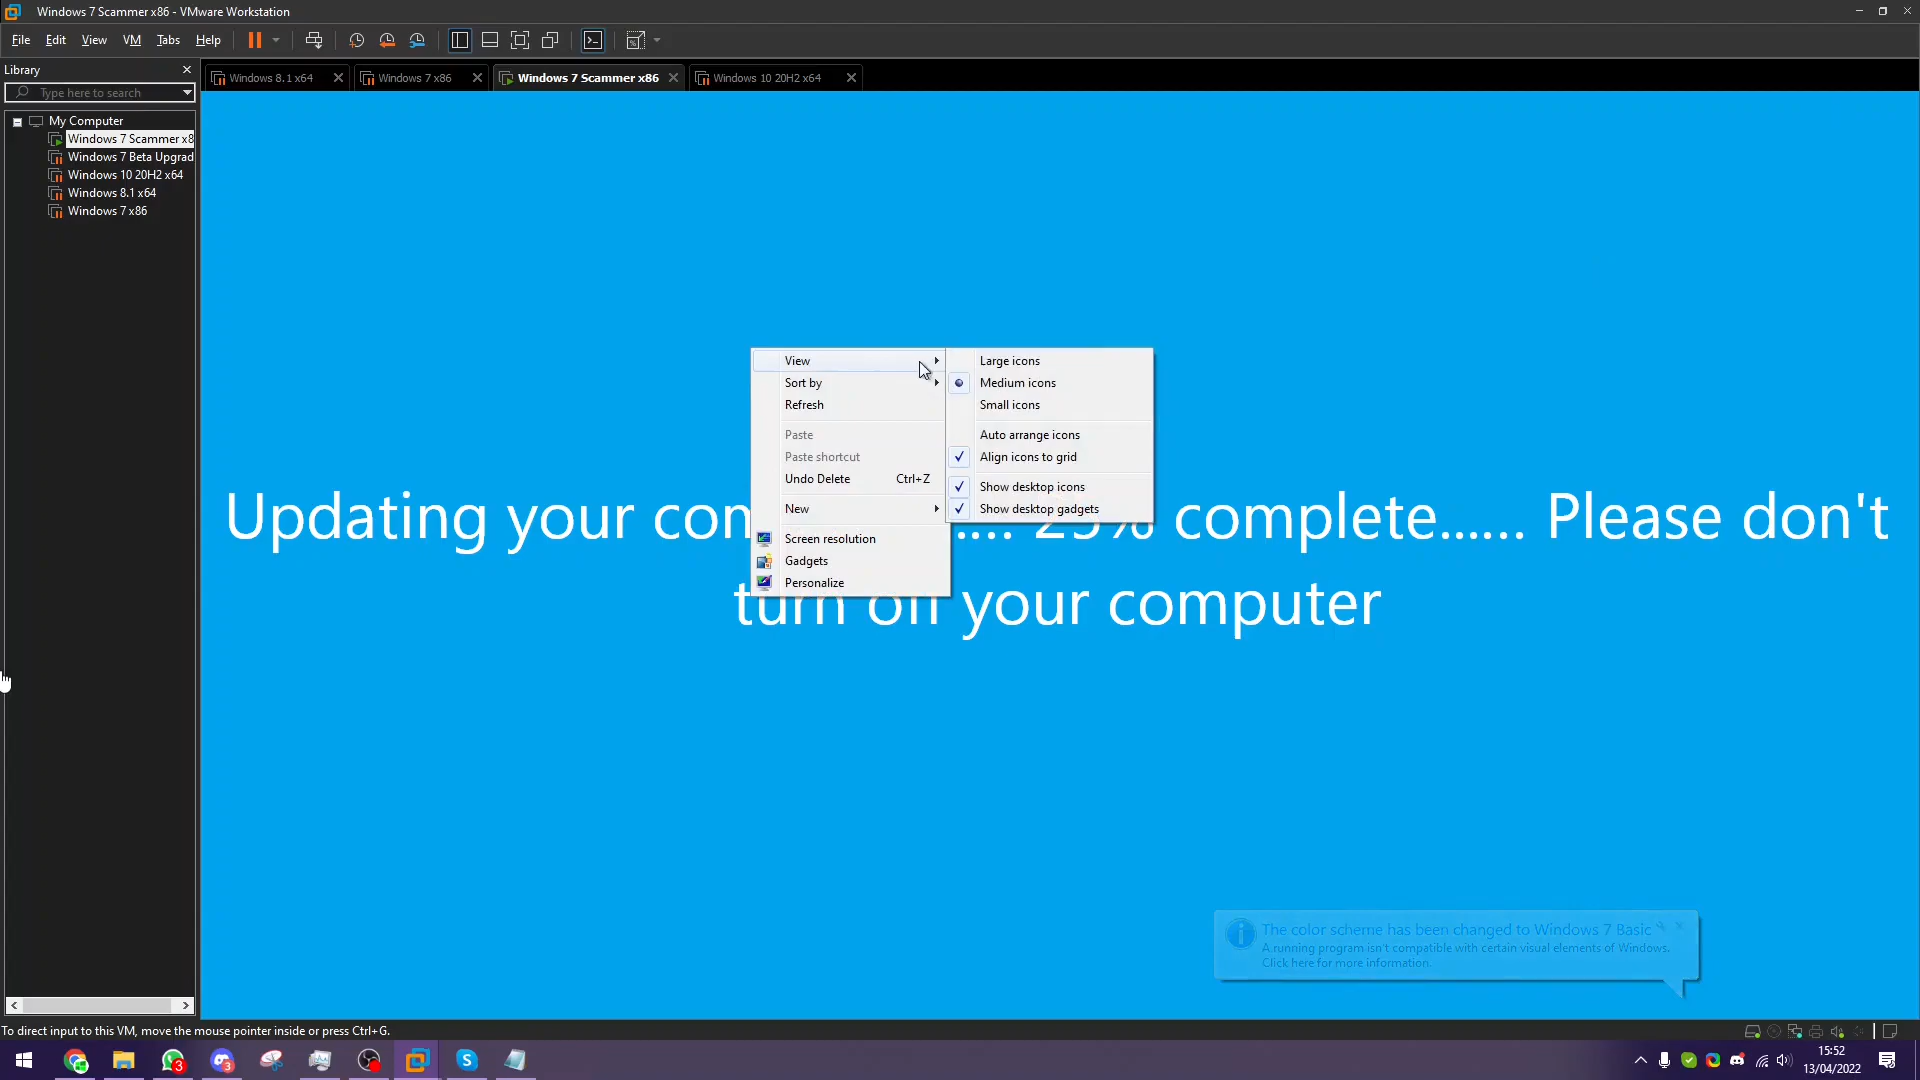 Windows 7 Scammer x86 - VMware Workstation
File Edit View VM Tabs Help
Library
Windows 8.1 x64 Windows 7 x86 Windows 7 Scammer x86 Windows 10 20H2 x64
Type here to search
My Computer
Windows 7 Scammer x8
Windows 7 Beta Upgrad
Windows 10 20H2 x64
Windows 8.1 x64
Windows 7 x86
View
Sort by
Refresh
Paste
Paste shortcut
Undo Delete Ctrl+Z
New
Screen resolution
Gadgets
Personalize
Large icons
Medium icons
Small icons
Auto arrange icons
Align icons to grid
Show desktop icons
Show desktop gadgets
Updating your com .... 25% complete...... Please don't
turn off your computer
The color scheme has been changed to Windows 7 Basic
A running program isn't compatible with certain visual elements of Windows.
Click here for more information.
To direct input to this VM, move the mouse pointer inside or press Ctrl+G.
3
3
15:52
13/04/2022